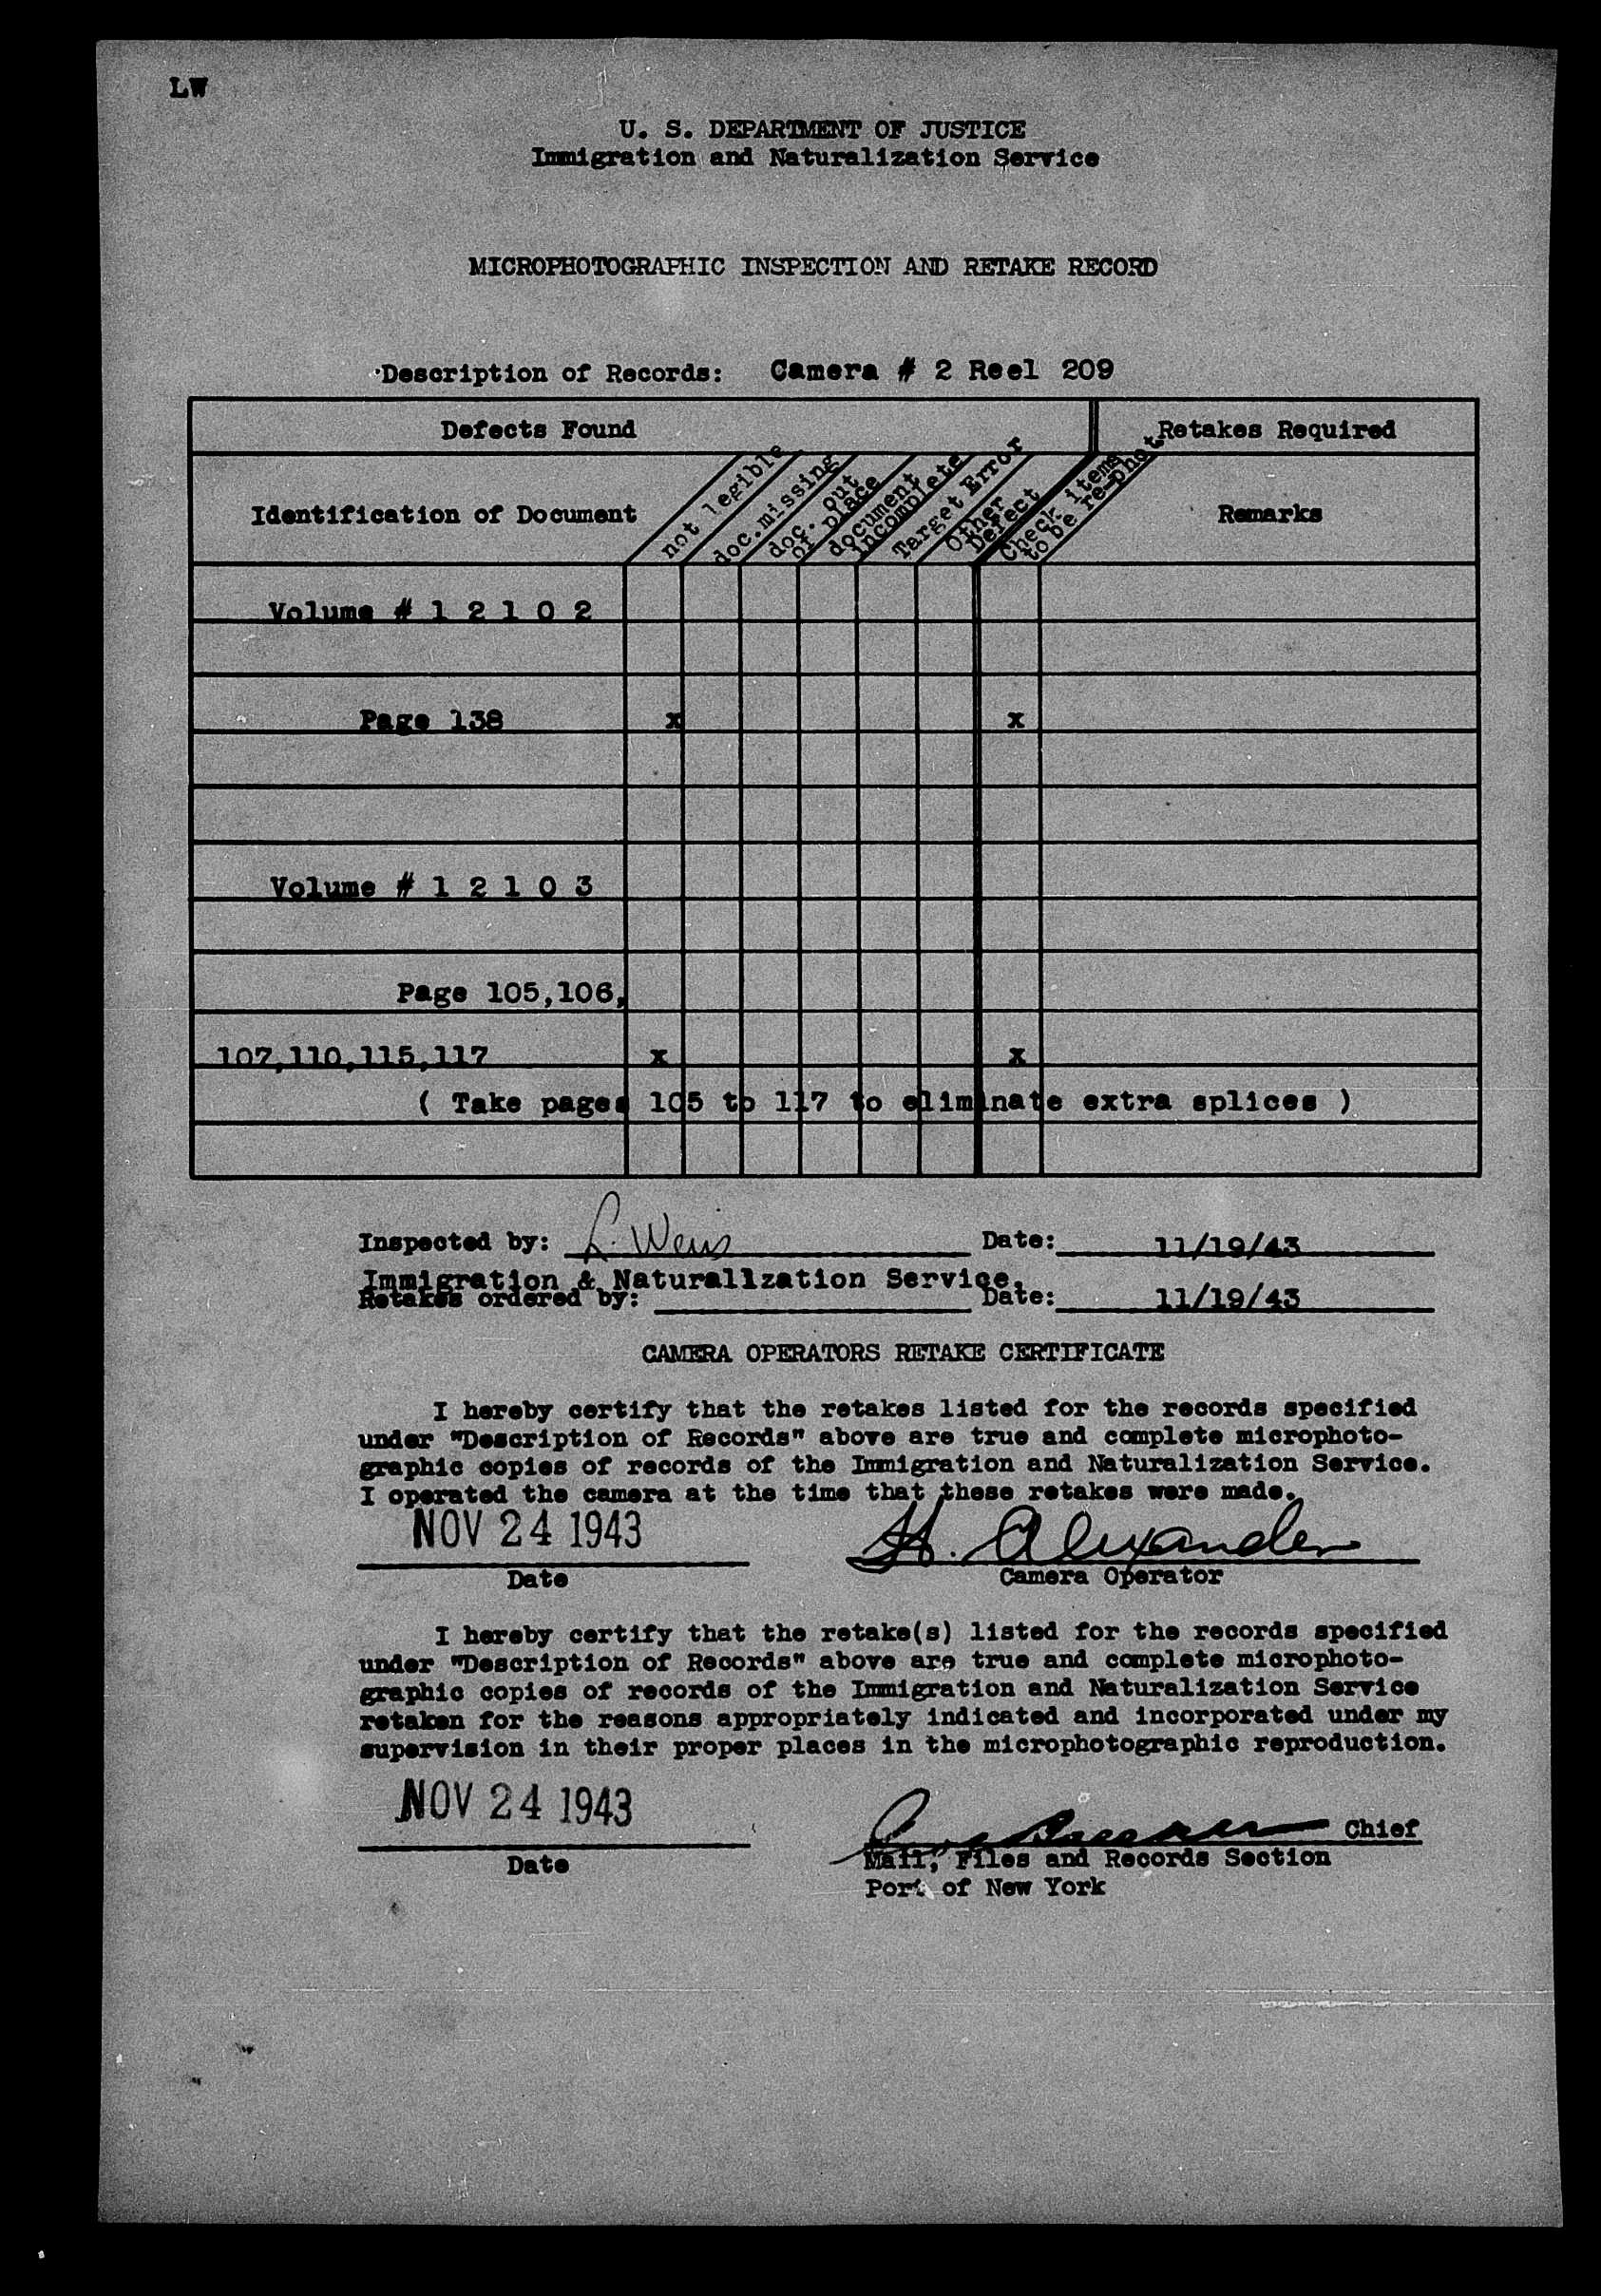 LW
U. S. DEPARTMENT OF JUSTICE
Immigration and Naturalization Service
MICROPHOTOGRAPHIC INSPECTION AND RETAKE RECORD
Description of Records: Camera # 2 Reel 209
Defects Found
Retakes Required
Identification of Document
not legible
doc.missing
doc. out
of place
document
incomplete
Target Error
Other
Defect
Check items
to be re-phot
Remarks
Volume # 1 2 1 0 2
Page 138 x x
Volume # 1 2 1 0 3
Page 105,106,
107,110,115,117 x x
( Take pages 105 to 117 to eliminate extra splices )
Inspected by: L. Weis Date: 11/19/43
Immigration & Naturalization Service.
Retakes ordered by: Date: 11/19/43
CAMERA OPERATORS RETAKE CERTIFICATE
I hereby certify that the retakes listed for the records specified
under "Description of Records" above are true and complete microphoto-
graphic copies of records of the Immigration and Naturalization Service.
I operated the camera at the time that these retakes were made.
NOV 24 1943 H. Alexander
Date Camera Operator
I hereby certify that the retake(s) listed for the records specified
under "Description of Records" above are true and complete microphoto-
graphic copies of records of the Immigration and Naturalization Service
retaken for the reasons appropriately indicated and incorporated under my
supervision in their proper places in the microphotographic reproduction.
NOV 24 1943
Chief
Date Mail, Files and Records Section
Port of New York